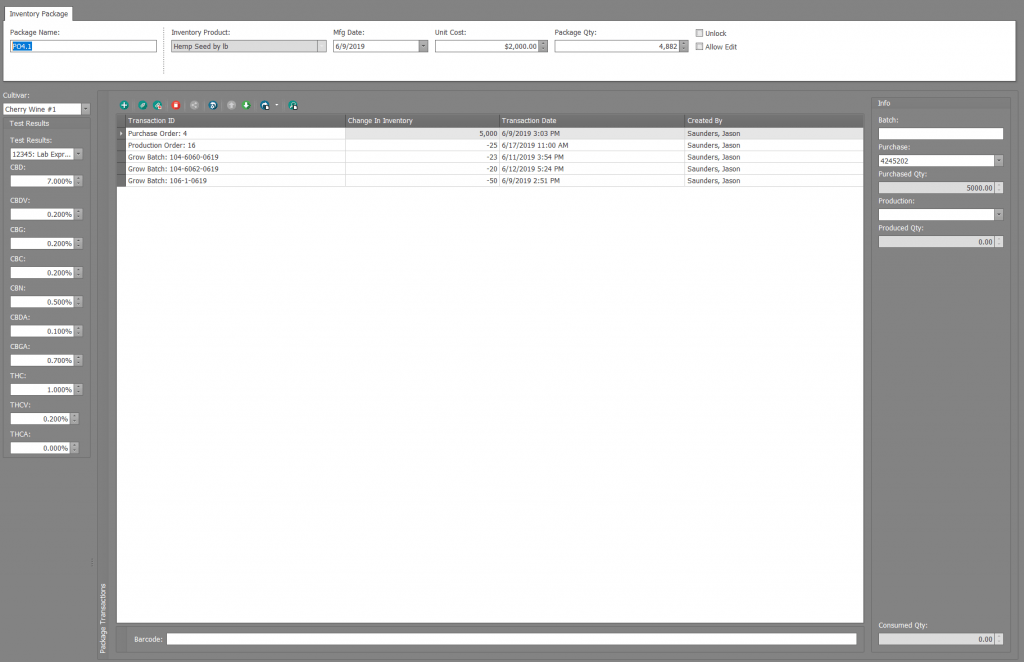 Inventory Package
Package Name:
Inventory Product:
Mfg Date:
Unit Cost:
Package Qty:
Unlock
PO4.1
Hemp Seed by lb
6/9/2019
$2,000.00
4,882
Allow Edit
Cultivar:
Cherry Wine #1
Test Results
Test Results:
12345: Lab Expr...
CBD:
7.000%
CBDV:
0.200%
CBG:
0.200%
CBC:
0.200%
CBN:
0.500%
CBDA:
0.100%
CBGA:
0.700%
THC:
1.000%
THCV:
0.200%
THCA:
0.000%
Package Transactions
Transaction ID Change In Inventory Transaction Date Created By
Purchase Order: 4 5,000 6/9/2019 3:03 PM Saunders, Jason
Production Order: 16 -25 6/17/2019 11:00 AM Saunders, Jason
Grow Batch: 104-6060-0619 -23 6/11/2019 3:54 PM Saunders, Jason
Grow Batch: 104-6062-0619 -20 6/12/2019 5:24 PM Saunders, Jason
Grow Batch: 106-1-0619 -50 6/9/2019 2:51 PM Saunders, Jason
Barcode:
Info
Batch:
Purchase:
4245202
Purchased Qty:
5000.00
Production:
Produced Qty:
0.00
Consumed Qty:
0.00